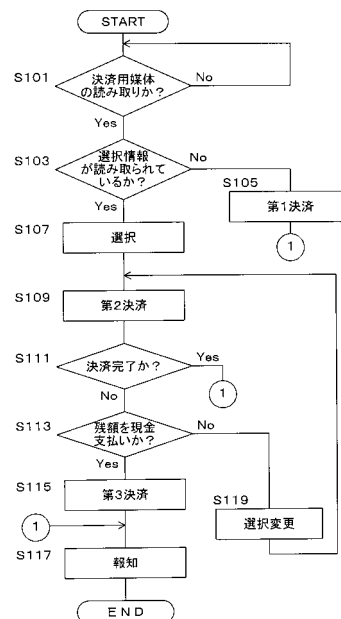 START
S101
決済用媒体
の読み取りか？
No
Yes
S103
選択情報
が読み取られて
いるか？
No
Yes
S105
第1決済
1
S107
選択
S109
第2決済
S111
決済完了か？
Yes
1
No
S113
残額を現金
支払いか？
No
Yes
S115
第3決済
S119
選択変更
1
S117
報知
END